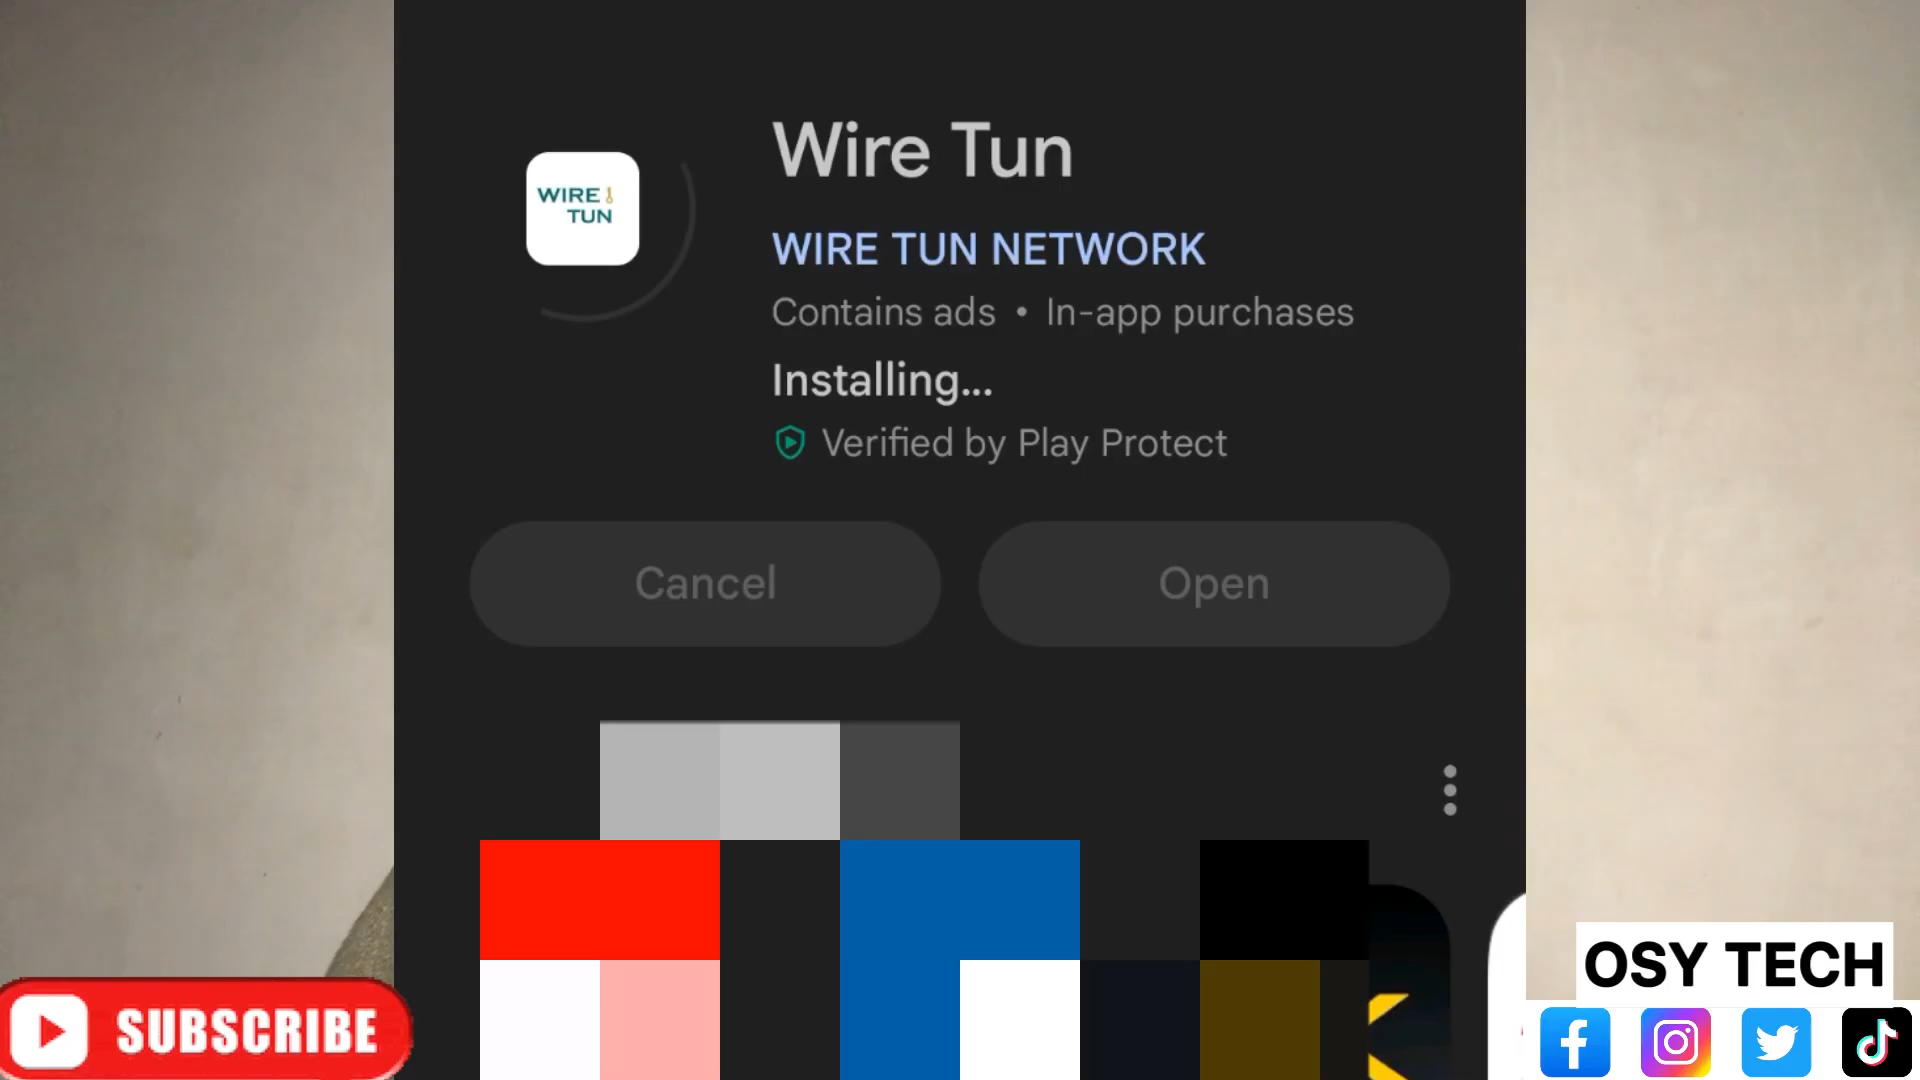 Wire Tun
WIRE
TUN
WIRE TUN NETWORK
Contains ads • In-app purchases
Installing...
Verified by Play Protect
Cancel
Open
OSY TECH
SUBSCRIBE